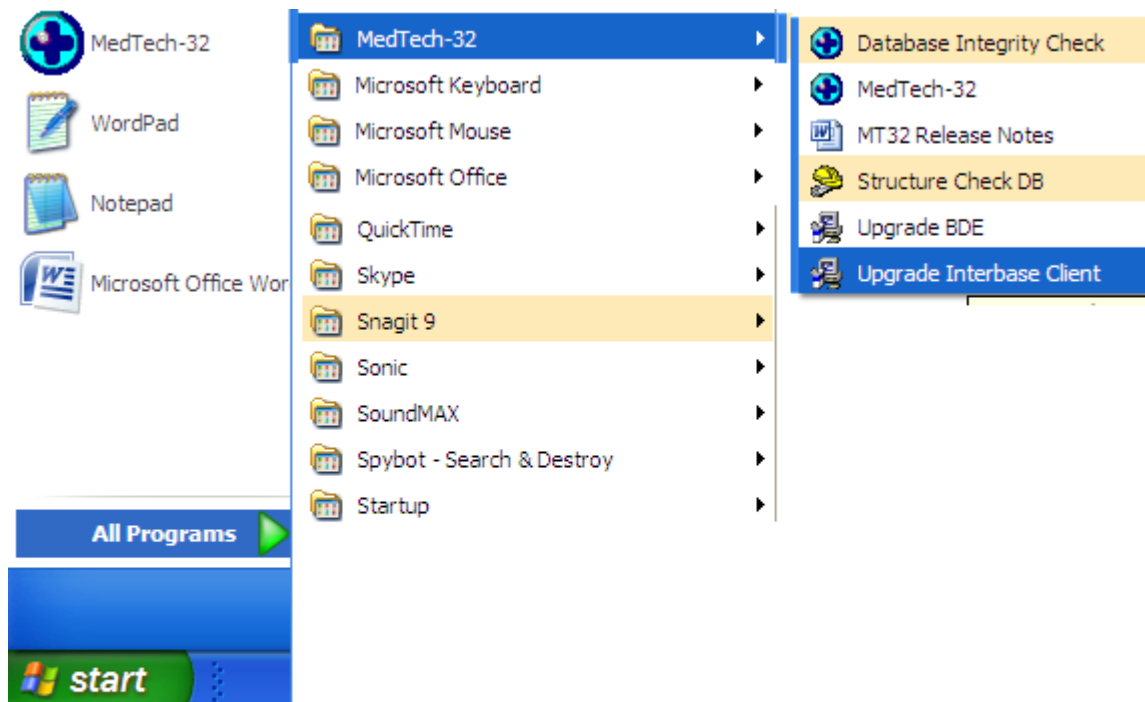 MedTech-32
WordPad
Notepad
Microsoft Office Wor
All Programs
start
MedTech-32
Microsoft Keyboard
Microsoft Mouse
Microsoft Office
QuickTime
Skype
Snagit 9
Sonic
SoundMAX
Spybot - Search & Destroy
Startup
Database Integrity Check
MedTech-32
MT32 Release Notes
Structure Check DB
Upgrade BDE
Upgrade Interbase Client